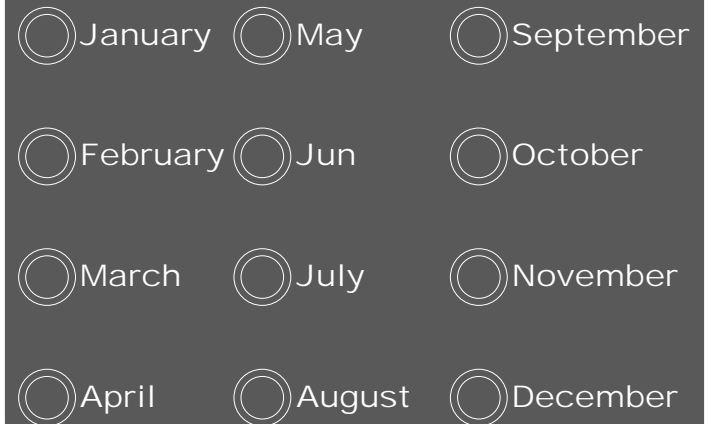 January May September
February Jun October
March July November
April August December